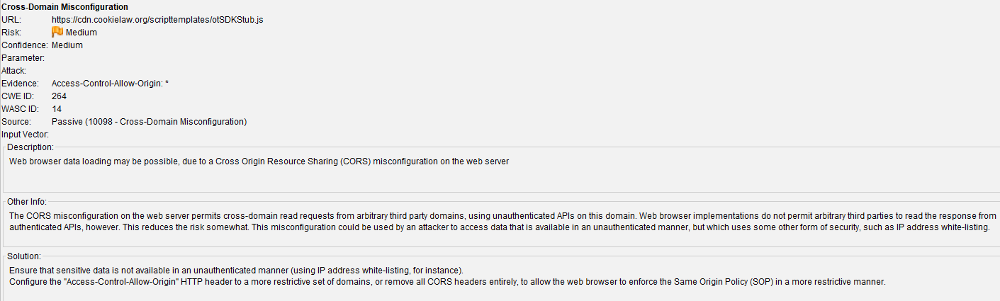 Cross-Domain Misconfiguration
URL: https://cdn.cookielaw.org/scripttemplates/otSDKStub.js
Risk: Medium
Confidence: Medium
Parameter:
Attack:
Evidence: Access-Control-Allow-Origin: *
CWE ID: 264
WASC ID: 14
Source: Passive (10098 - Cross-Domain Misconfiguration)
Input Vector:
Description:
Web browser data loading may be possible, due to a Cross Origin Resource Sharing (CORS) misconfiguration on the web server
Other Info:
The CORS misconfiguration on the web server permits cross-domain read requests from arbitrary third party domains, using unauthenticated APIs on this domain. Web browser implementations do not permit arbitrary third parties to read the response from
authenticated APIs, however. This reduces the risk somewhat. This misconfiguration could be used by an attacker to access data that is available in an unauthenticated manner, but which uses some other form of security, such as IP address white-listing.
Solution:
Ensure that sensitive data is not available in an unauthenticated manner (using IP address white-listing, for instance).
Configure the "Access-Control-Allow-Origin" HTTP header to a more restrictive set of domains, or remove all CORS headers entirely, to allow the web browser to enforce the Same Origin Policy (SOP) in a more restrictive manner.